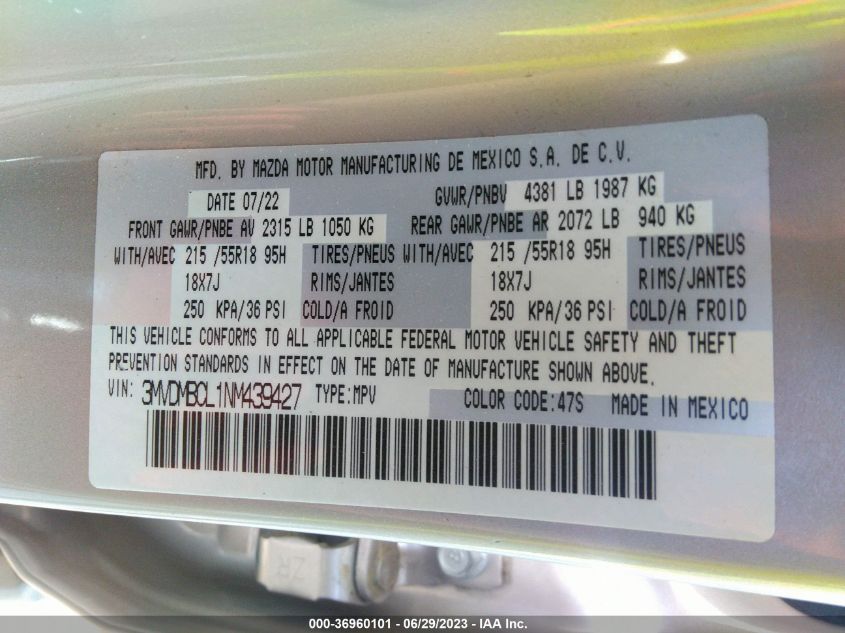 MFD. BY MAZDA MOTOR MANUFACTURING DE MEXICO S.A. DE C.V.
DATE 07/22 GVWR/PNBV 4381 LB 1987 KG
FRONT GAWR/PNBE AV 2315 LB 1050 KG REAR GAWR/PNBE AR 2072 LB 940 KG
WITH/AVEC 215 /55R18 95H TIRES/PNEUS WITH/AVEC 215 /55R18 95H TIRES/PNEUS
18X7J RIMS/JANTES 18X7J RIMS/JANTES
250 KPA/36 PSI COLD/A FROID 250 KPA/36 PSI COLD/A FROID
THIS VEHICLE CONFORMS TO ALL APPLICABLE FEDERAL MOTOR VEHICLE SAFETY AND THEFT
PREVENTION STANDARDS IN EFFECT ON THE DATE OF MANUFACTURE SHOWN ABOVE.
VIN: 3MVDMBCL1NM439427 TYPE:MPV COLOR CODE:47S MADE IN MEXICO
ZR
000-36960101 - 06/29/2023 - IAA Inc.